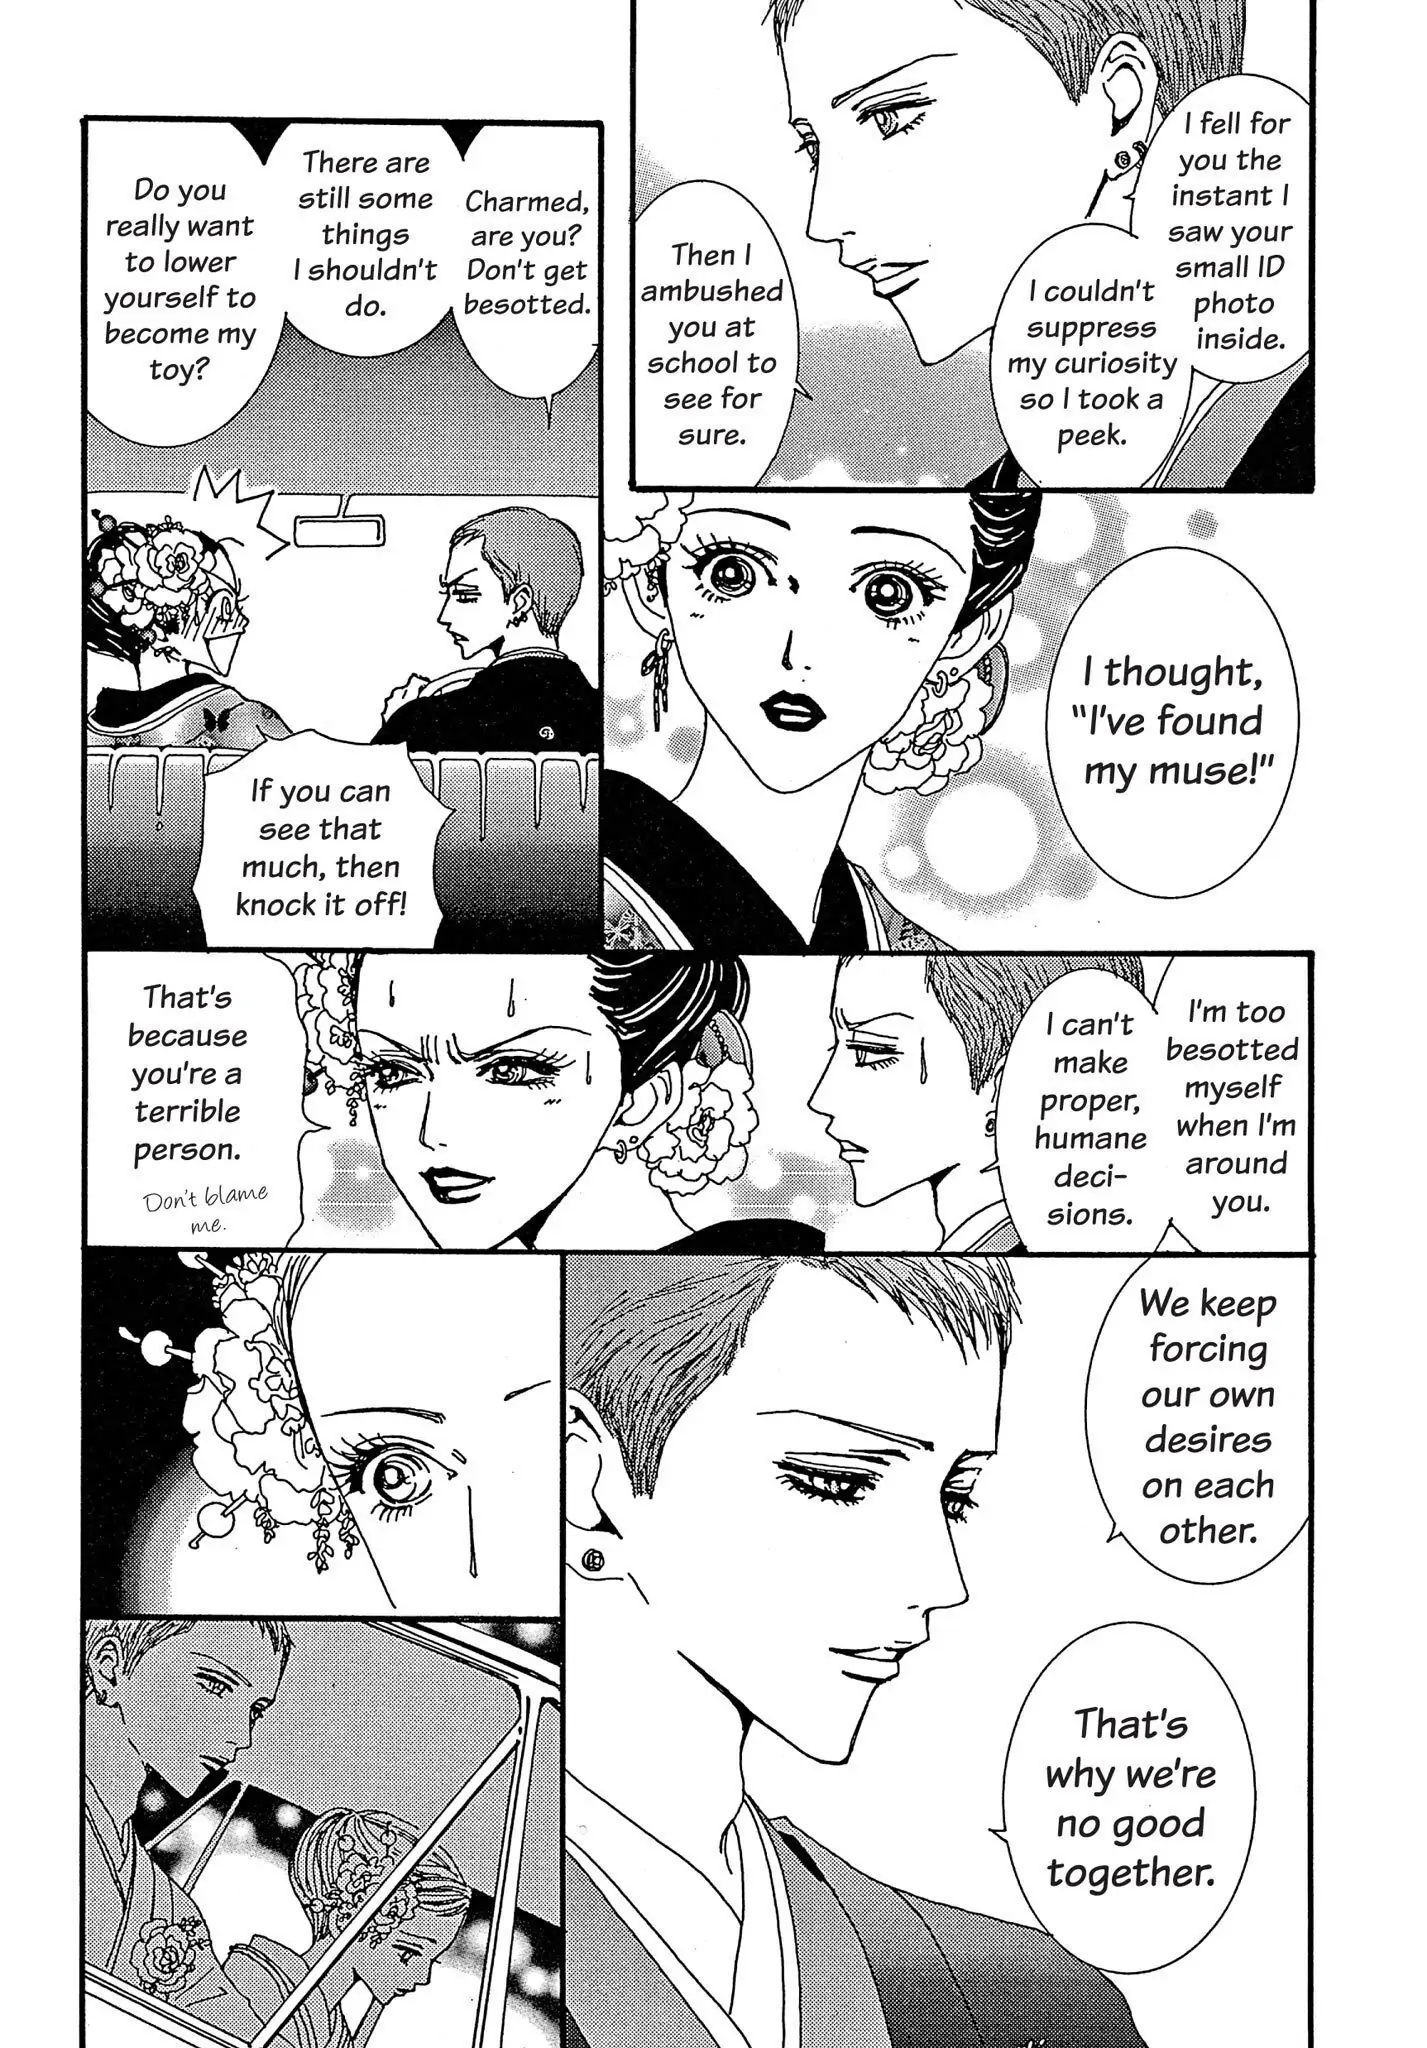 I fell for
you the
instant I
saw your
small ID
photo
inside.
I couldn't
suppress
my curiosity
so I took a
peek.
Then I
ambushed
you at
school to
see for
sure.
I thought,
"I've found
my muse!"
Charmed,
are you?
Don't get
besotted.
There are
still some
things
I shouldn't
do.
Do you
really want
to lower
yourself to
become my
toy?
If you can
see that
much, then
knock it off!
I'm too
besotted
myself
when I'm
around
you.
I can't
make
proper,
humane
deci-
sions.
That's
because
you're a
terrible
person.
Don't blame
me.
We keep
forcing
our own
desires
on each
other.
That's
why we're
no good
together.